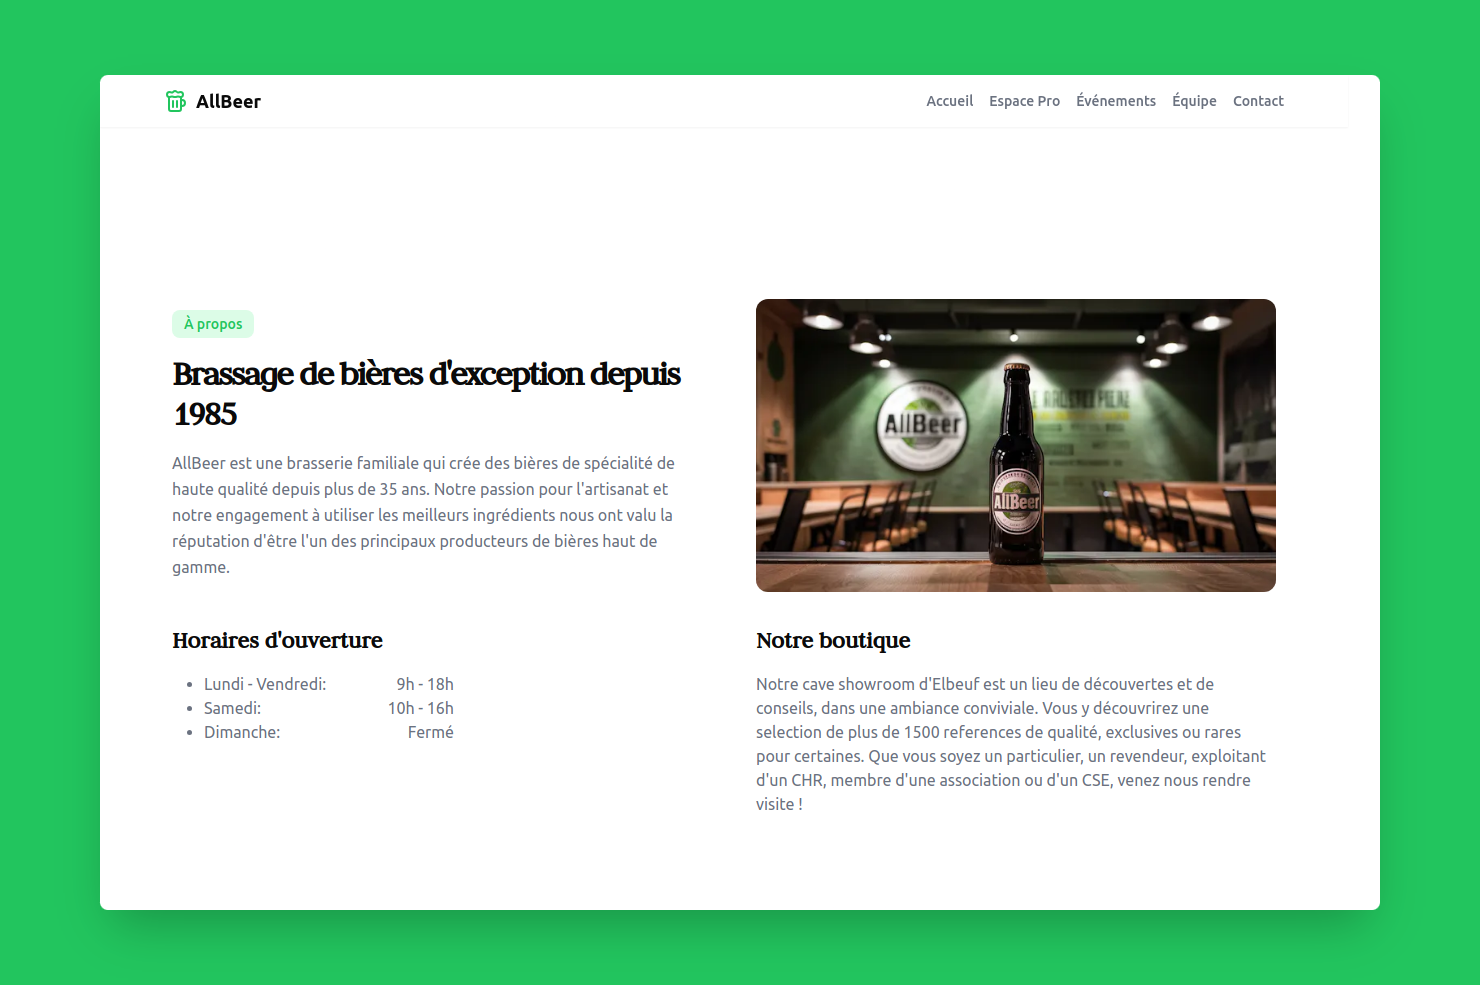 AllBeer
Accueil Espace Pro Événements Équipe Contact
À propos
Brassage de bières d'exception depuis
1985
AllBeer est une brasserie familiale qui crée des bières de spécialité de
haute qualité depuis plus de 35 ans. Notre passion pour l'artisanat et
notre engagement à utiliser les meilleurs ingrédients nous ont valu la
réputation d'être l'un des principaux producteurs de bières haut de
gamme.
AllBeer
AllBeer
Horaires d'ouverture
Lundi - Vendredi: 9h - 18h
Samedi: 10h - 16h
Dimanche: Fermé
Notre boutique
Notre cave showroom d'Elbeuf est un lieu de découvertes et de
conseils, dans une ambiance conviviale. Vous y découvrirez une
selection de plus de 1500 references de qualité, exclusives ou rares
pour certaines. Que vous soyez un particulier, un revendeur, exploitant
d'un CHR, membre d'une association ou d'un CSE, venez nous rendre
visite !